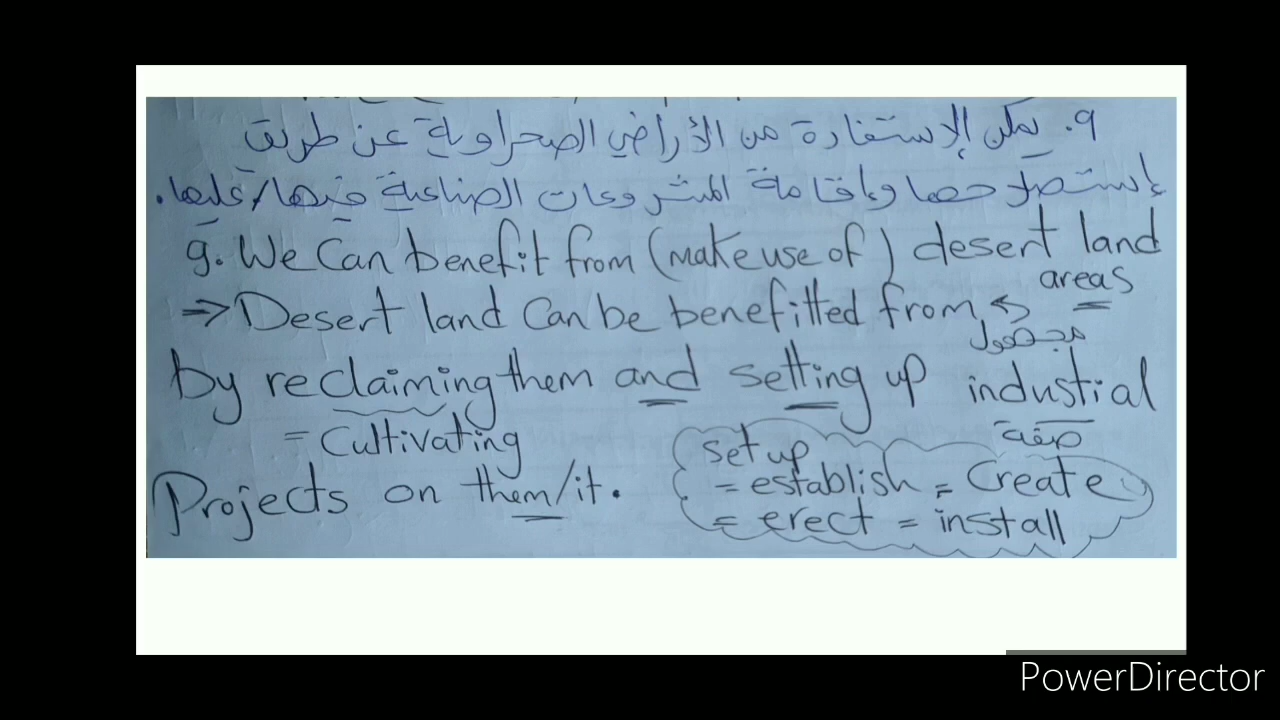 ٩. يمكن الإستفادة من الأراضي الصحراوية عن طريق
إستصلاحها وإقامة المشروعات الصناعية فيها/عليها.
9. We Can benefit from (make use of) desert land
areas
=> Desert land Can be benefitted from
مجهول
by reclaiming them and setting up industial
= Cultivating
صفة
Projects on them/it.
set up
= establish = Create
= erect = install
PowerDirector